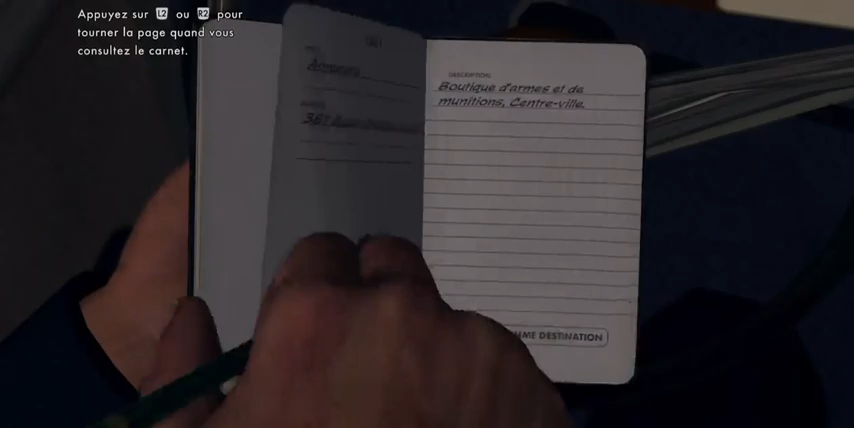 Appuyez sur L2 ou R2 pour
tourner la page quand vous
consultez le carnet.
DESCRIPTION:
Boutique d'armes et de
munitions, Centre-ville.
DESTINATION